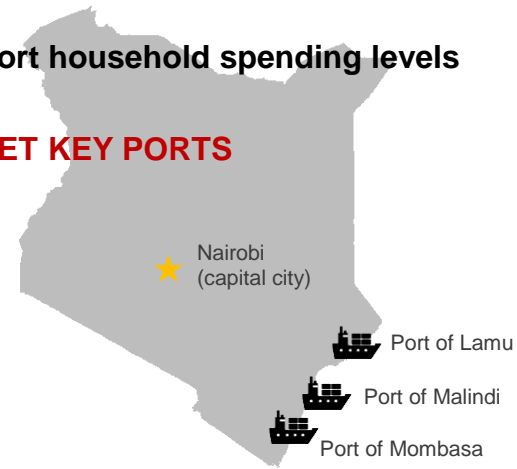 ort household spending levels
ET KEY PORTS
Nairobi
(capital city)
Port of Lamu
Port of Malindi
Port of Mombasa